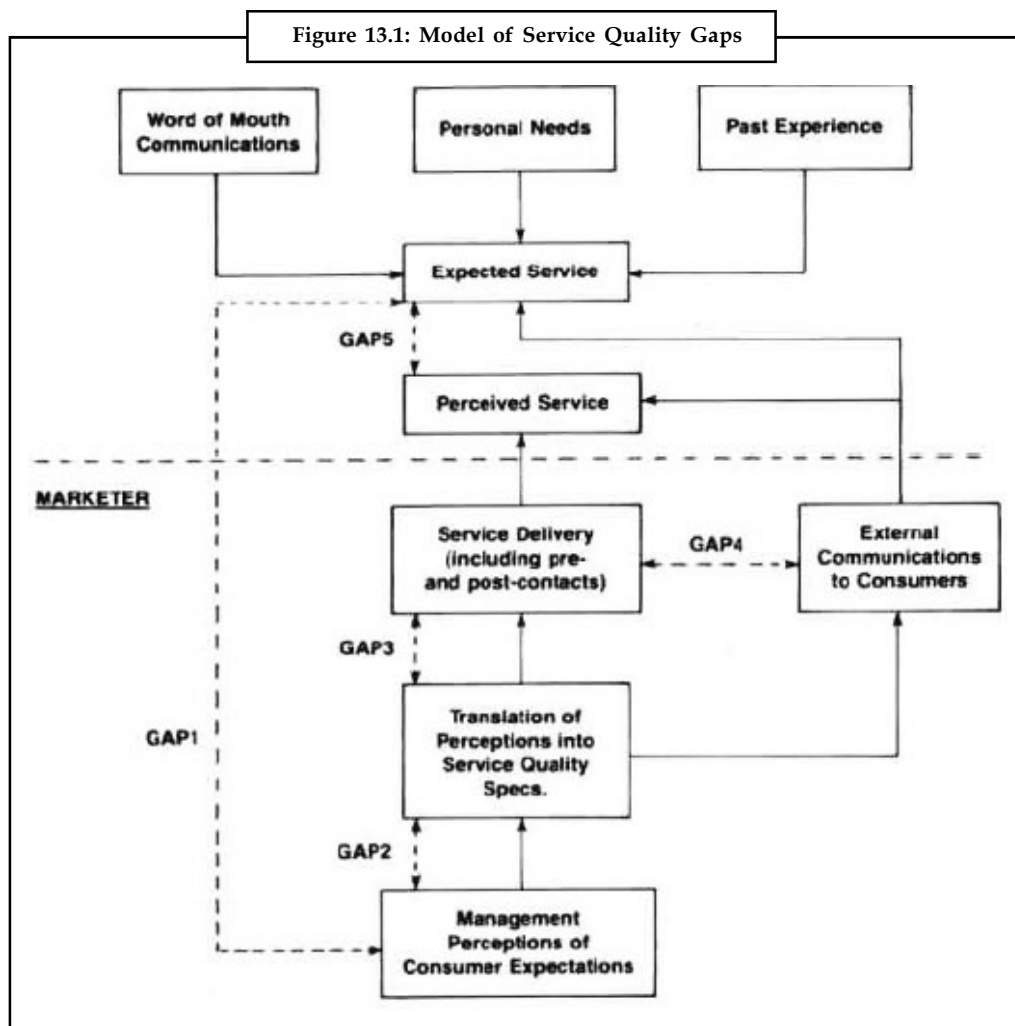 Figure 13.1: Model of Service Quality Gaps
Word of Mouth
Communications
Personal Needs
Past Experience
Expected Service
GAP5
Perceived Service
MARKETER
Service Delivery
(including pre-
and post-contacts)
GAP4
External
Communications
to Consumers
GAP3
Translation of
Perceptions into
Service Quality
Specs.
GAP1
GAP2
Management
Perceptions of
Consumer Expectations